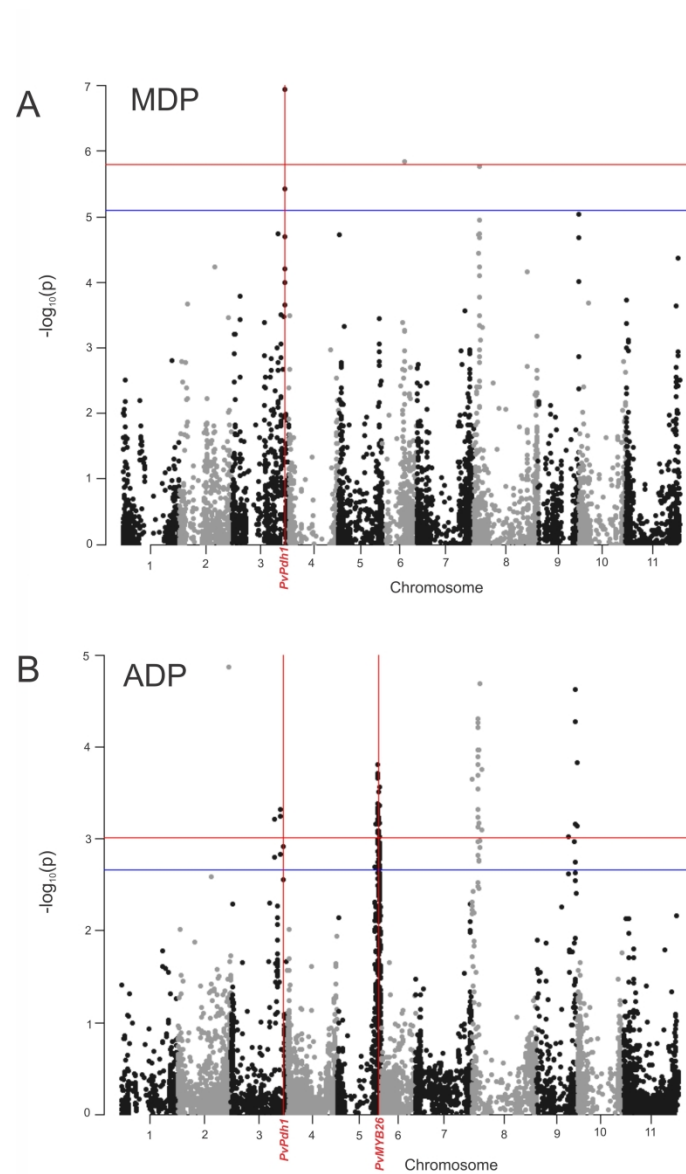 A
MDP
7
6
5
4
3
2
1
0
-log₁₀(p)
1 2 3 PvPdh1 4 5 6 7 8 9 10 11
Chromosome
B
ADP
5
4
3
2
1
0
-log₁₀(p)
1 2 3 PvPdh1 4 5 PvMYB26 6 7 8 9 10 11
Chromosome